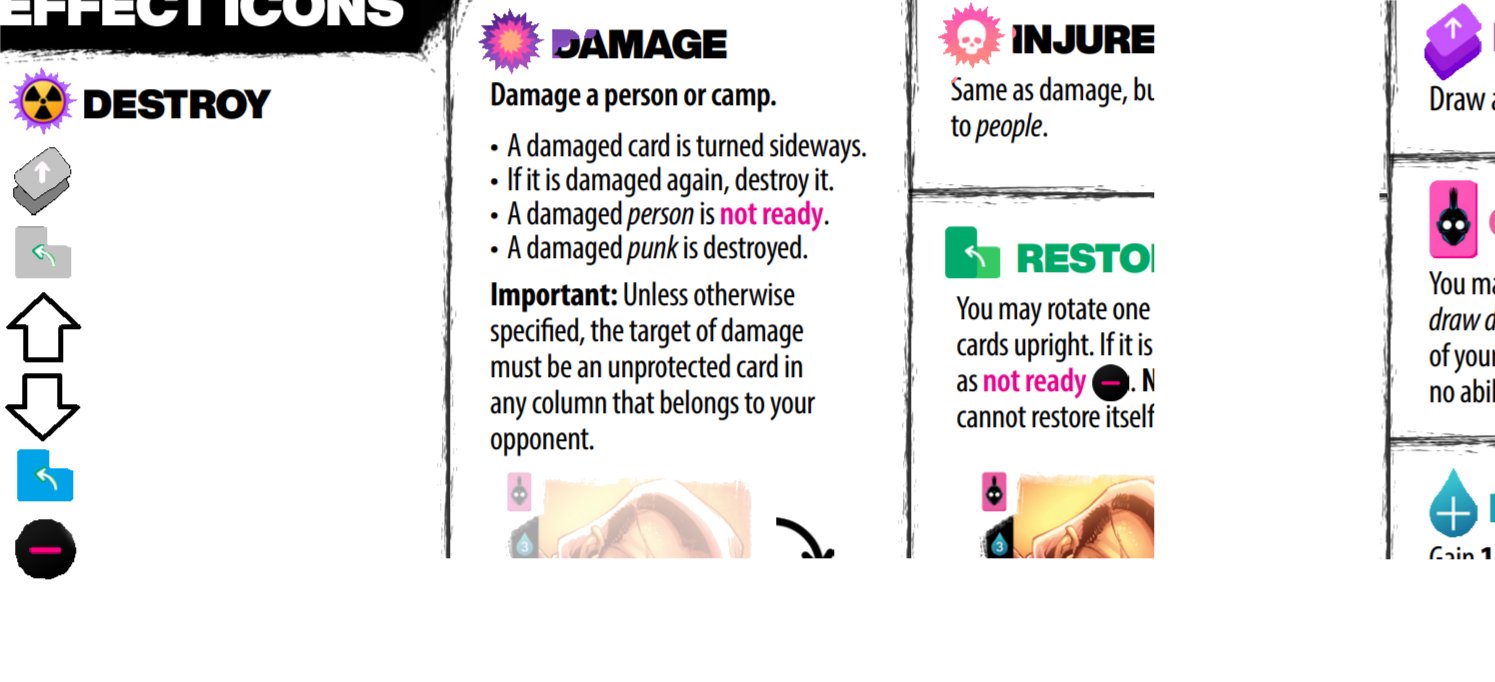 EFFECT ICONS
DESTROY
DAMAGE
Damage a person or camp.
• A damaged card is turned sideways.
• If it is damaged again, destroy it.
• A damaged person is not ready.
• A damaged punk is destroyed.
Important: Unless otherwise
specified, the target of damage
must be an unprotected card in
any column that belongs to your
opponent.
3
INJURE
Same as damage, bu
to people.
RESTO
You may rotate one
cards upright. If it is
as not ready . N
cannot restore itself
3
Draw a
You ma
draw d
of your
no abil
Gain 1